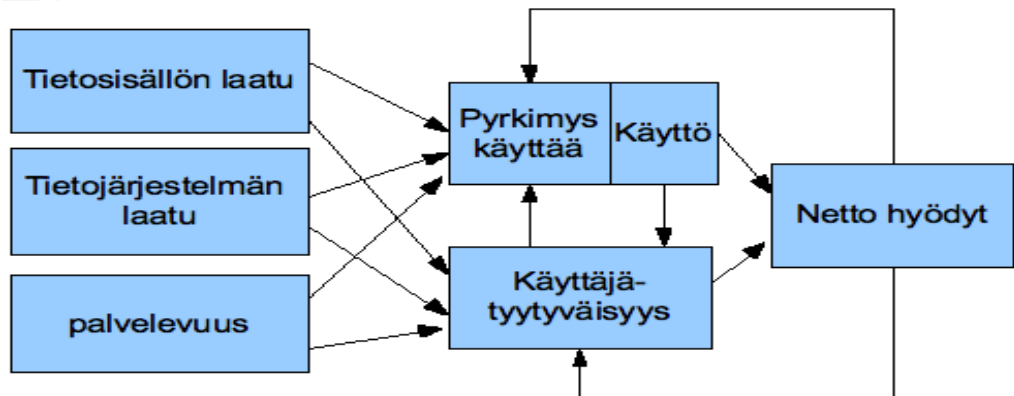 Tietosisällön laatu
Tietojärjestelmän
laatu
palvelevuus
Pyrkimys
käyttää
Käyttö
Käyttäjä-
tyytyväisyys
Netto hyödyt